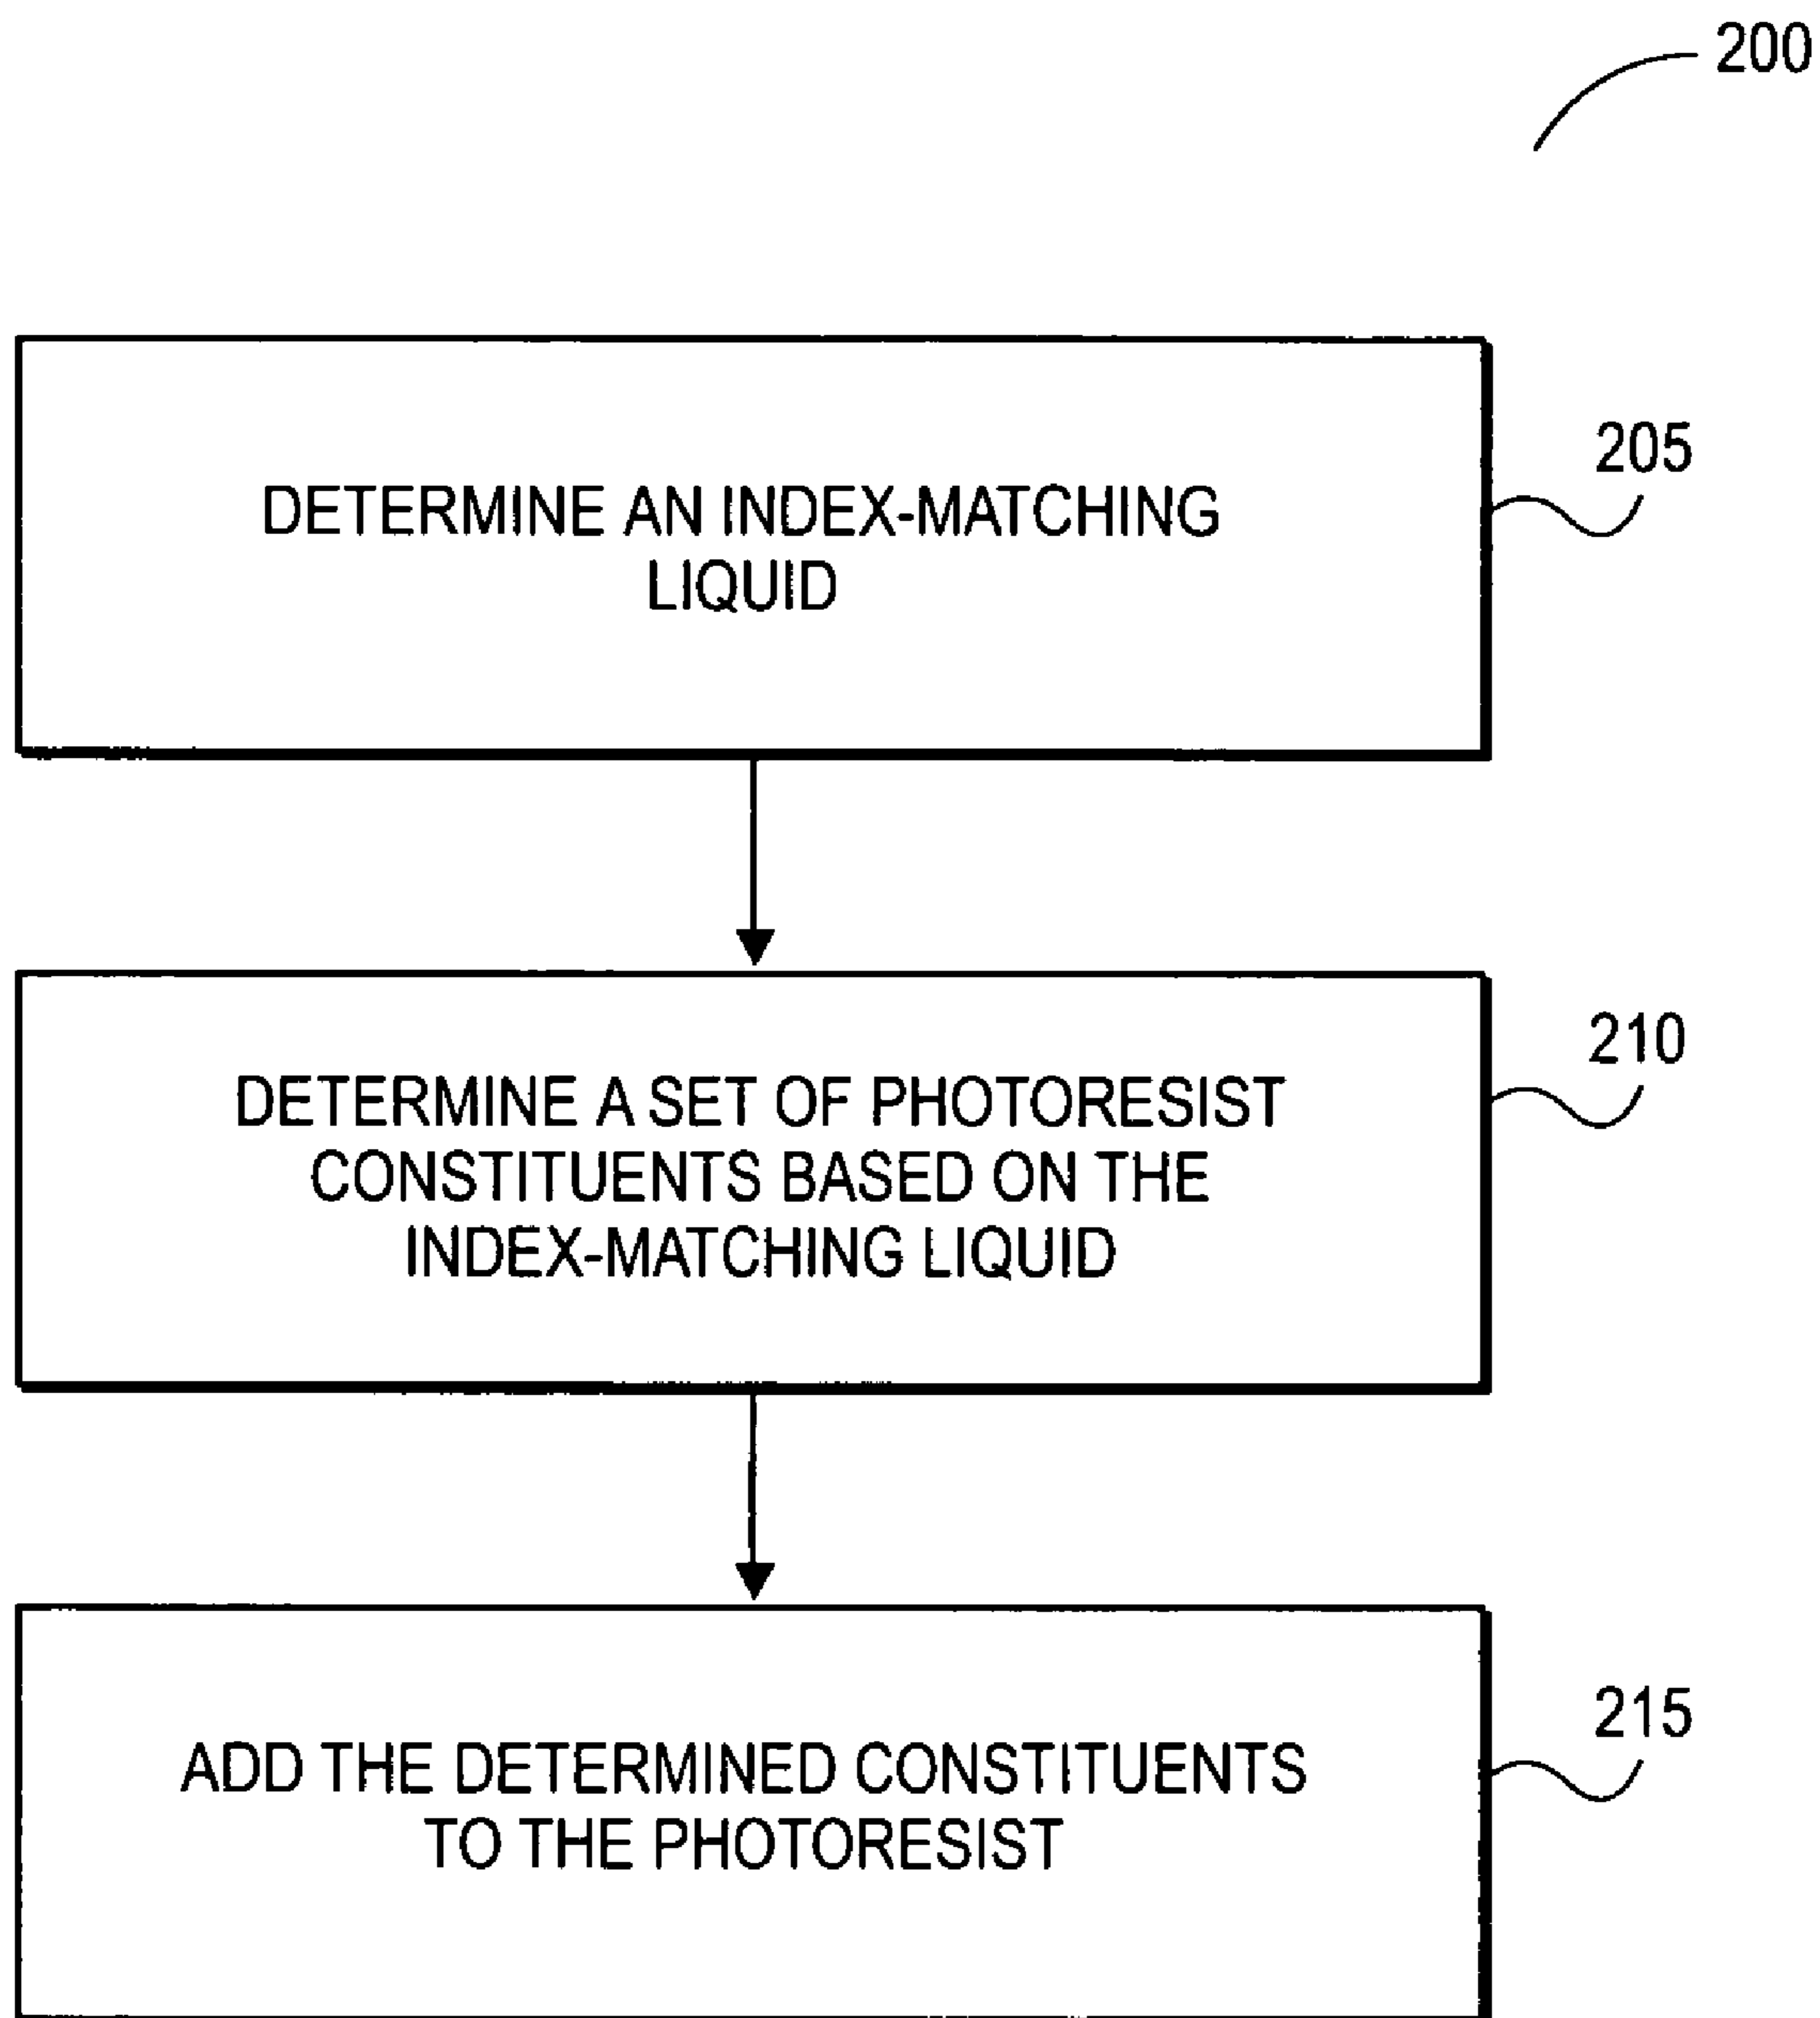 200
DETERMINE AN INDEX-MATCHING
LIQUID
205
DETERMINE A SET OF PHOTORESIST
CONSTITUENTS BASED ON THE
INDEX-MATCHING LIQUID
210
ADD THE DETERMINED CONSTITUENTS
TO THE PHOTORESIST
215